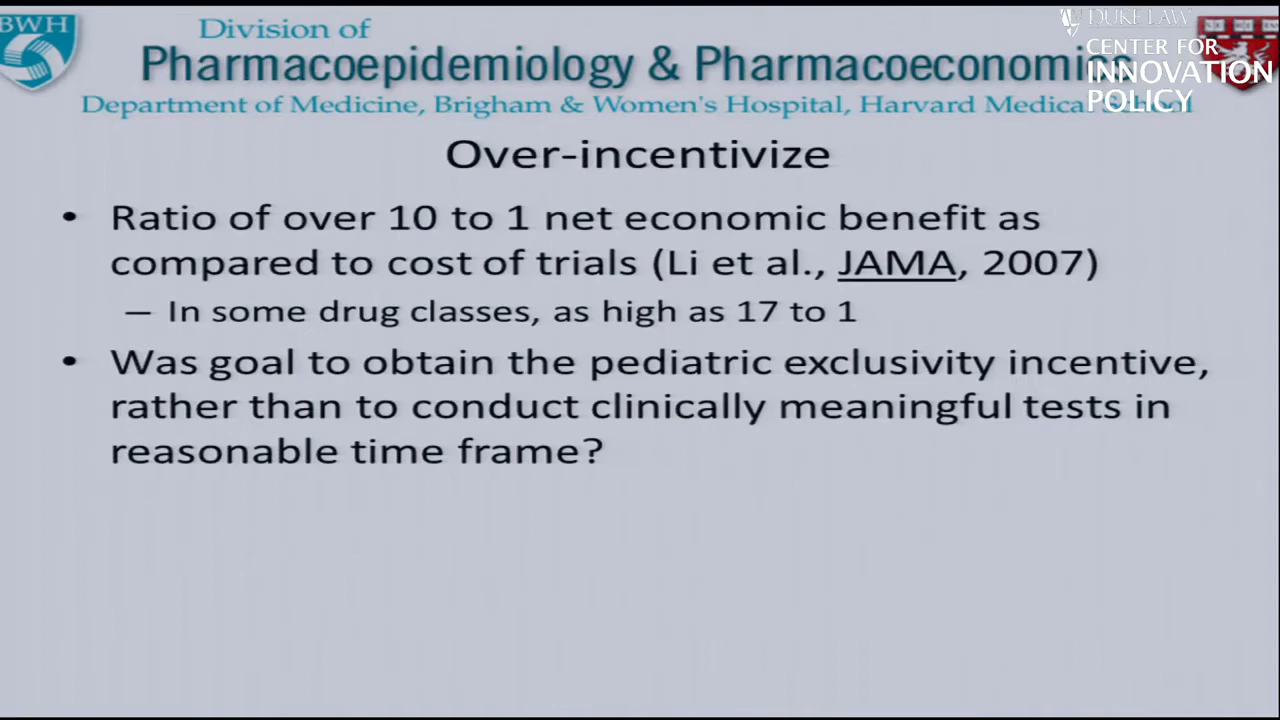 BWH
Division of
Pharmacoepidemiology & Pharmacoeconomi
Department of Medicine, Brigham & Women's Hospital, Harvard Medical School
DUKE LAW
CENTER FOR
INNOVATION
POLICY
Over-incentivize
• Ratio of over 10 to 1 net economic benefit as
compared to cost of trials (Li et al., JAMA, 2007)
– In some drug classes, as high as 17 to 1
• Was goal to obtain the pediatric exclusivity incentive,
rather than to conduct clinically meaningful tests in
reasonable time frame?